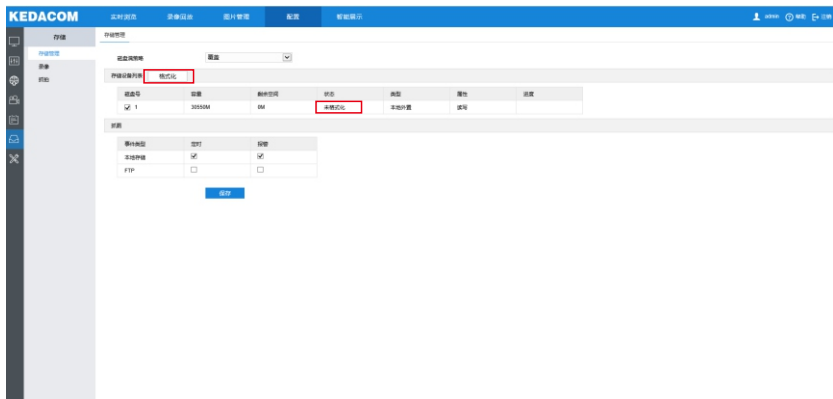 KEDACOM 实时浏览 录像回放 图片管理 配置 智能展示 admin 帮助 注销
存储 存储管理
存储管理
录像
抓拍
磁盘满策略 覆盖
存储设备列表 格式化
磁盘号 容量 剩余空间 状态 类型 属性 进度
1 30550M 0M 未格式化 本地外置 读写
抓图
事件类型 定时 报警
本地存储
FTP
保存